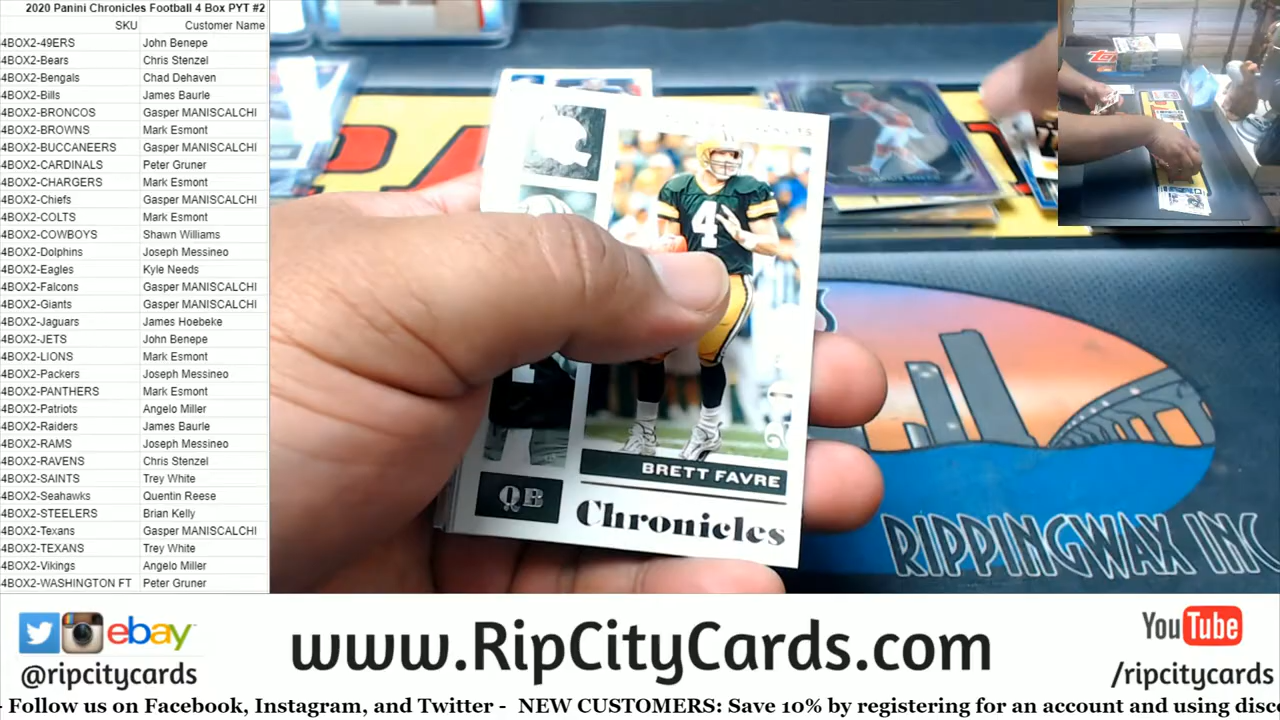 2020 Panini Chronicles Football 4 Box PYT #2
SKU Customer Name
4BOX2-49ERS John Benepe
4BOX2-Bears Chris Stenzel
4BOX2-Bengals Chad Dehaven
4BOX2-Bills James Baurle
4BOX2-BRONCOS Gasper MANISCALCHI
4BOX2-BROWNS Mark Esmont
4BOX2-BUCCANEERS Gasper MANISCALCHI
4BOX2-CARDINALS Peter Gruner
4BOX2-CHARGERS Mark Esmont
4BOX2-Chiefs Gasper MANISCALCHI
4BOX2-COLTS Mark Esmont
4BOX2-COWBOYS Shawn Williams
4BOX2-Dolphins Joseph Messineo
4BOX2-Eagles Kyle Needs
4BOX2-Falcons Gasper MANISCALCHI
4BOX2-Giants Gasper MANISCALCHI
4BOX2-Jaguars James Hoebeke
4BOX2-JETS John Benepe
4BOX2-LIONS Mark Esmont
4BOX2-Packers Joseph Messineo
4BOX2-PANTHERS Mark Esmont
4BOX2-Patriots Angelo Miller
4BOX2-Raiders James Baurle
4BOX2-RAMS Joseph Messineo
4BOX2-RAVENS Chris Stenzel
4BOX2-SAINTS Trey White
4BOX2-Seahawks Quentin Reese
4BOX2-STEELERS Brian Kelly
4BOX2-Texans Gasper MANISCALCHI
4BOX2-TEXANS Trey White
4BOX2-Vikings Angelo Miller
4BOX2-WASHINGTON FT Peter Gruner
4
BRETT FAVRE
QB
Chronicles
RIPPINGWAX INC
ebay
@ripcitycards
www.RipCityCards.com
YouTube
/ripcitycards
- Follow us on Facebook, Instagram, and Twitter - NEW CUSTOMERS: Save 10% by registering for an account and using disc